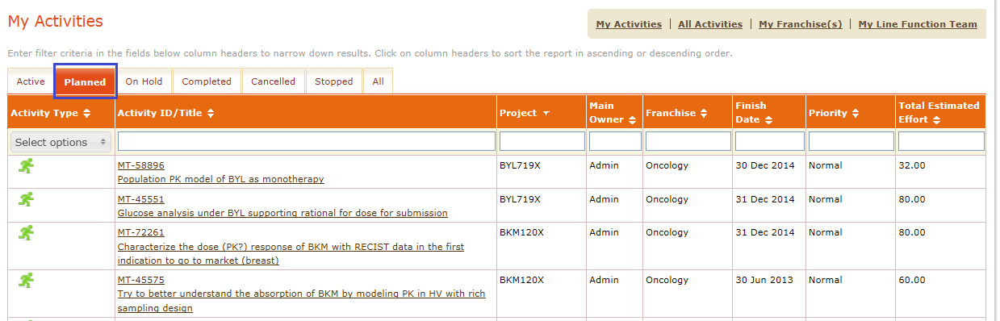 My Activities
My Activities | All Activities | My Franchise(s) | My Line Function Team
Enter filter criteria in the fields below column headers to narrow down results. Click on column headers to sort the report in ascending or descending order.
Active Planned On Hold Completed Cancelled Stopped All
Activity Type Activity ID/Title Project Main Owner Franchise Finish Date Priority Total Estimated Effort
Select options
MT-58896 BYL719X Admin Oncology 30 Dec 2014 Normal 32.00
Population PK model of BYL as monotherapy
MT-45551 BYL719X Admin Oncology 31 Dec 2014 Normal 80.00
Glucose analysis under BYL supporting rational for dose for submission
MT-72261 BKM120X Admin Oncology 31 Dec 2014 Normal 80.00
Characterize the dose (PK?) response of BKM with RECIST data in the first
indication to go to market (breast)
MT-45575 BKM120X Admin Oncology 30 Jun 2013 Normal 60.00
Try to better understand the absorption of BKM by modeling PK in HV with rich
sampling design